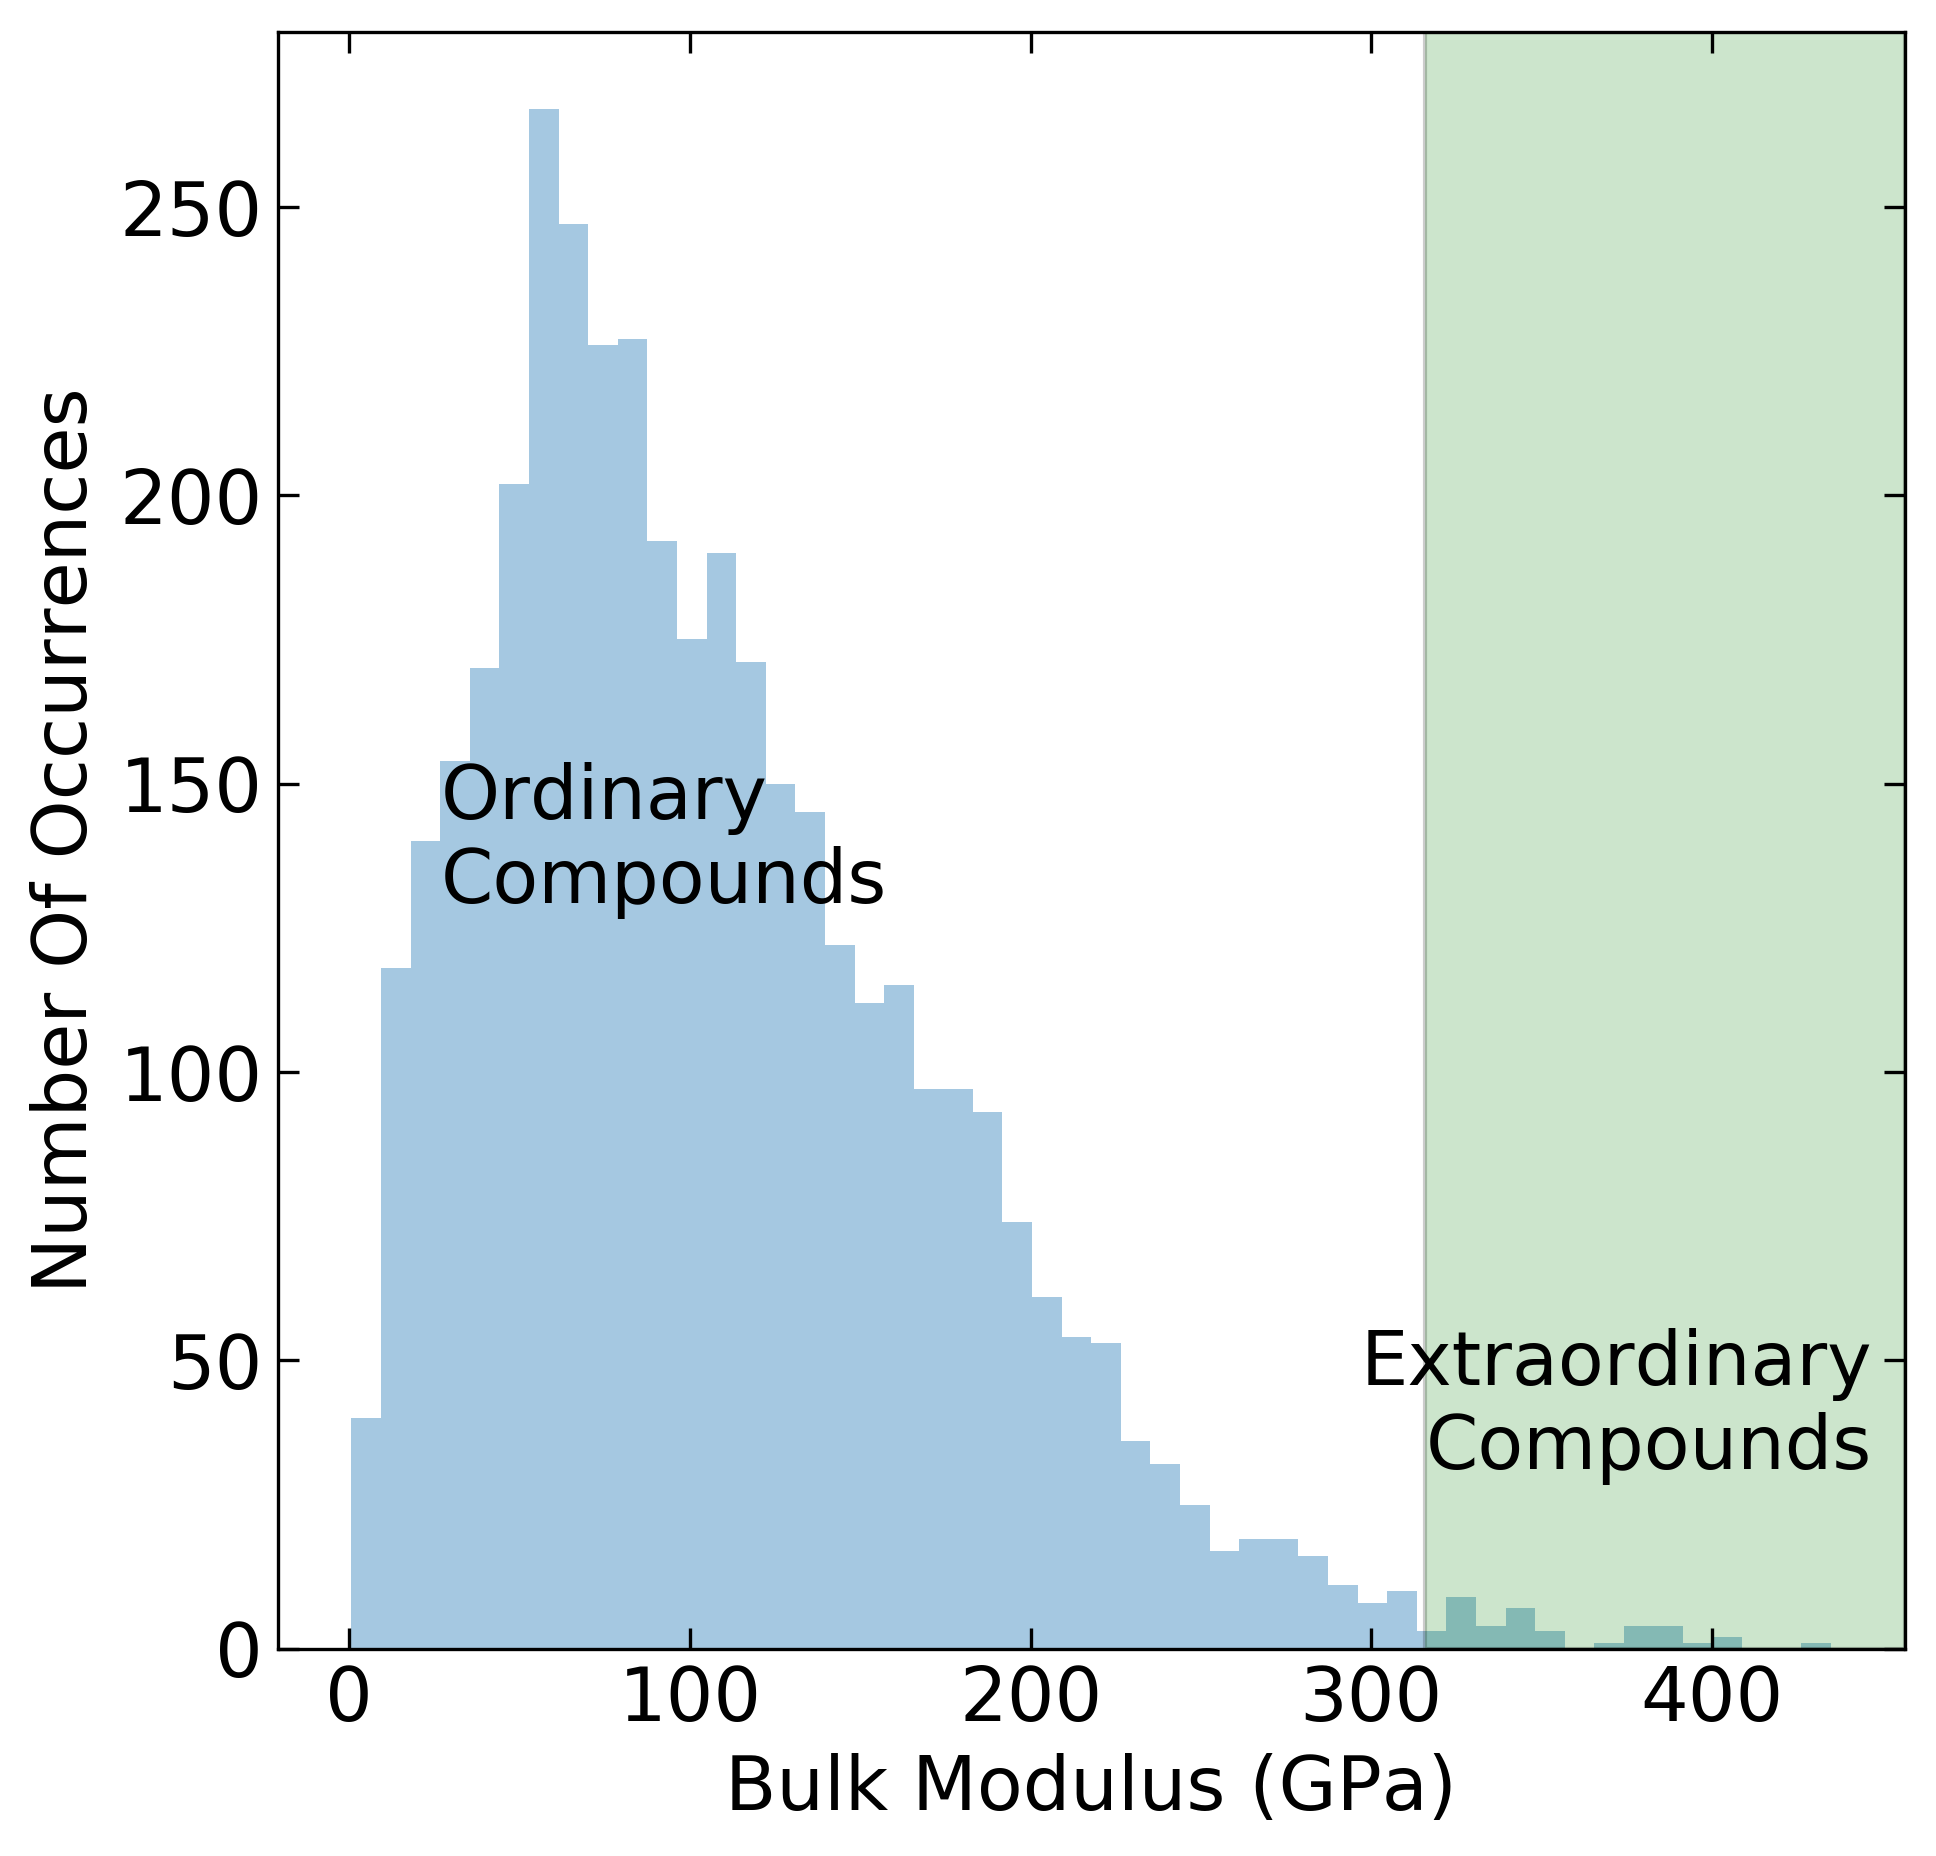 250
200
150
100
50
0
Number Of Occurrences
Ordinary
Compounds
Extraordinary
Compounds
0 100 200 300 400
Bulk Modulus (GPa)